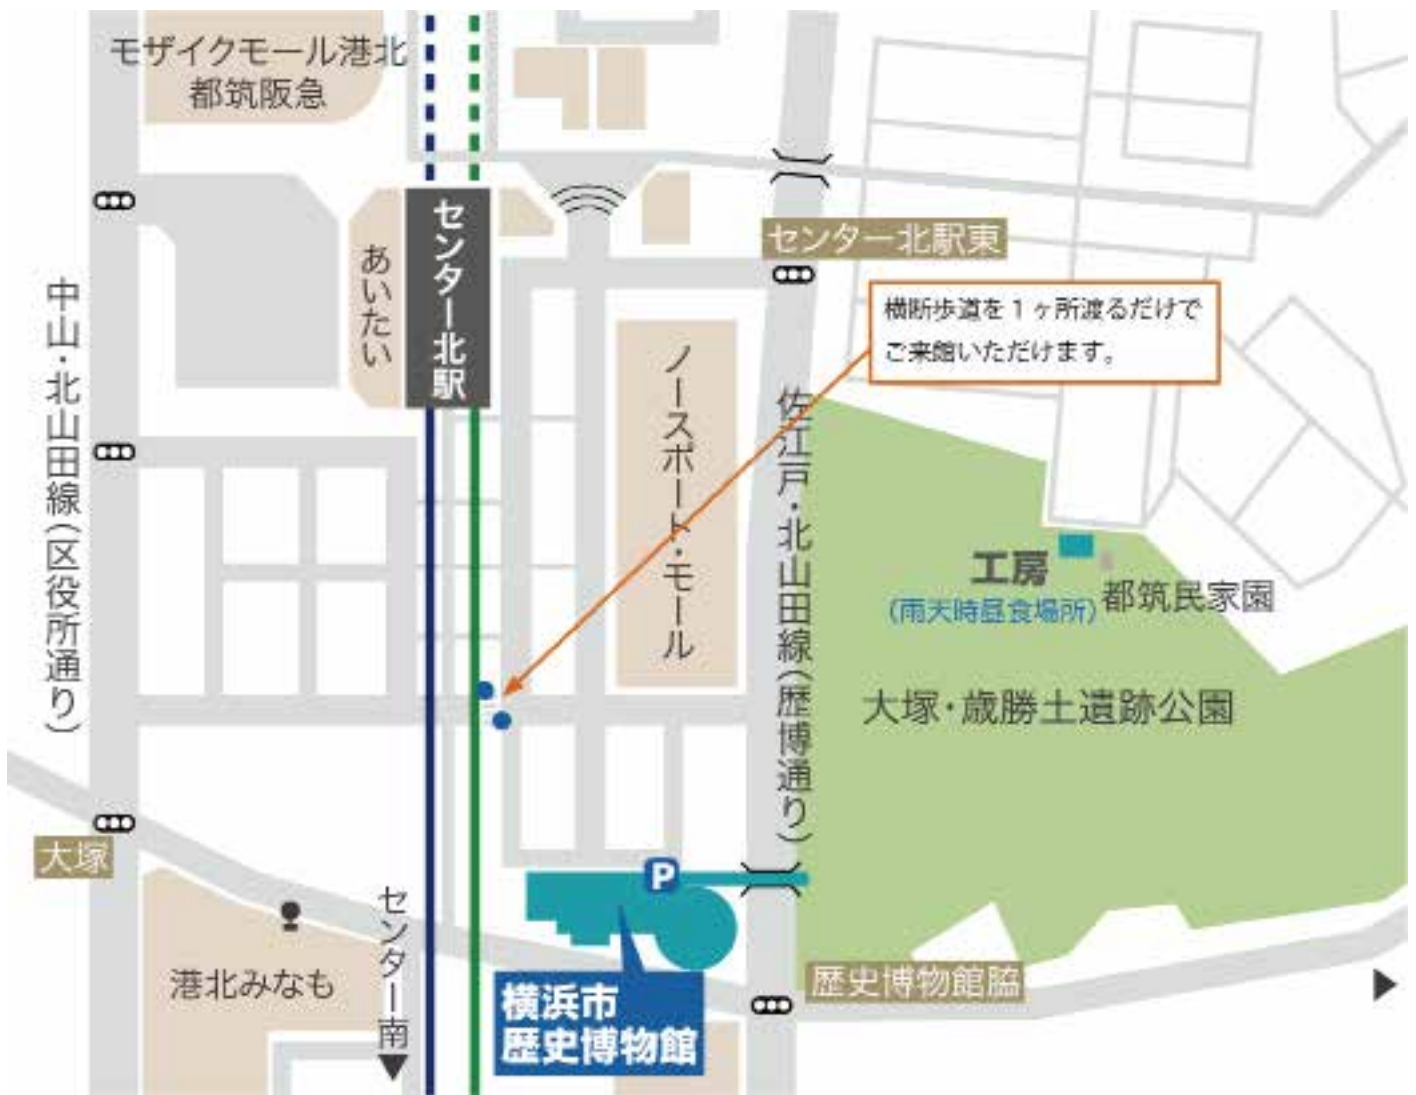 モザイクモール港北
都筑阪急
センター北駅
あいたい
センター北駅東
横断歩道を1ヶ所渡るだけで
ご来館いただけます。
中山・北山田線(区役所通り)
ノースポート・モール
佐江戸・北山田線(歴博通り)
工房
(雨天時昼食場所)
都筑民家園
大塚・歳勝土遺跡公園
大塚
P
センター南
港北みなも
横浜市
歴史博物館
歴史博物館脇